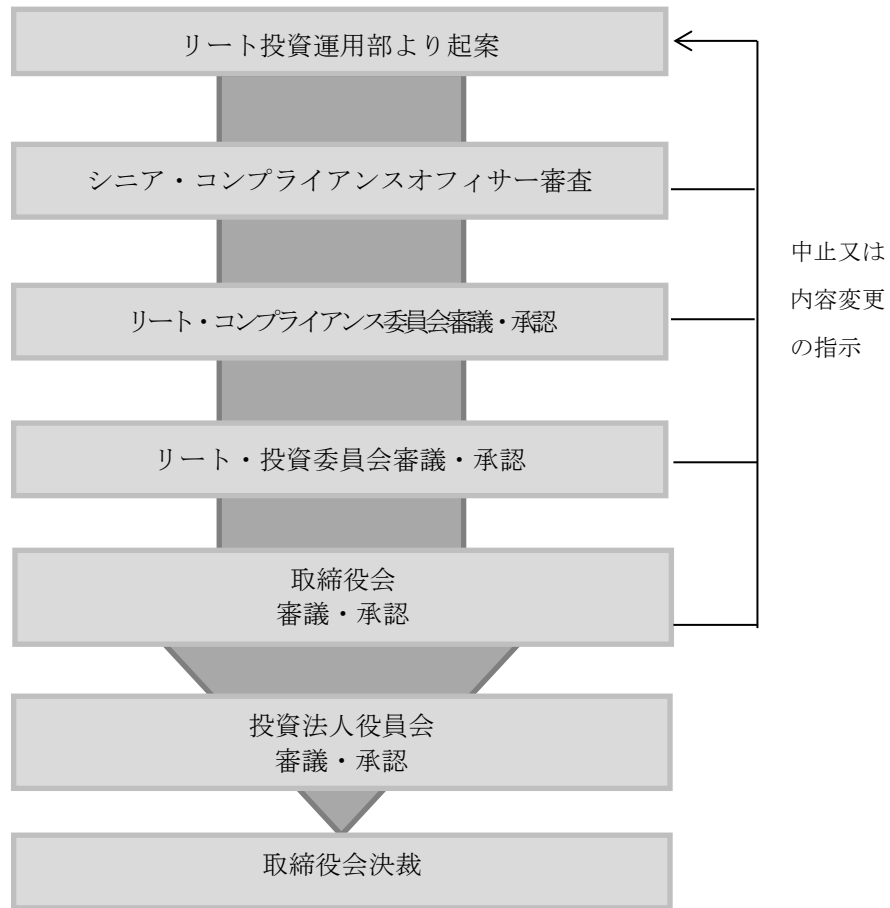 リート投資運用部より起案
シニア・コンプライアンスオフィサー審査
リート・コンプライアンス委員会審議・承認
リート・投資委員会審議・承認
取締役会
審議・承認
投資法人役員会
審議・承認
取締役会決裁
中止又は
内容変更
の指示